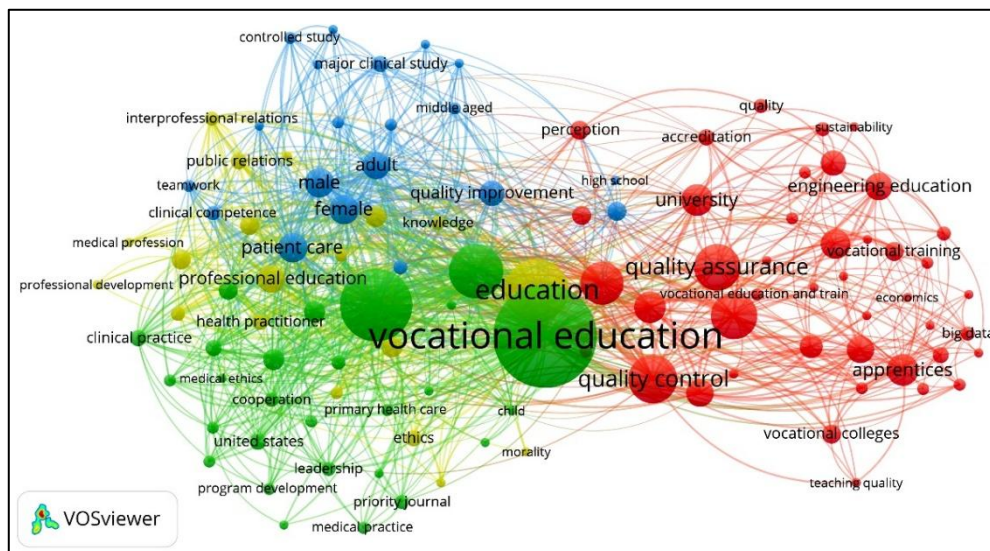 controlled study
major clinical study
middle aged
quality
interprofessional relations
perception
accreditation
sustainability
public relations
adult
high school
teamwork
male
quality improvement
university
engineering education
clinical competence
female
knowledge
medical profession
patient care
vocational training
professional development
professional education
quality assurance
education
vocational education and train
economics
health practitioner
clinical practice
vocational education
big data
medical ethics
quality control
apprentices
cooperation
primary health care
child
united states
ethics
vocational colleges
morality
leadership
program development
teaching quality
priority journal
medical practice
VOSviewer